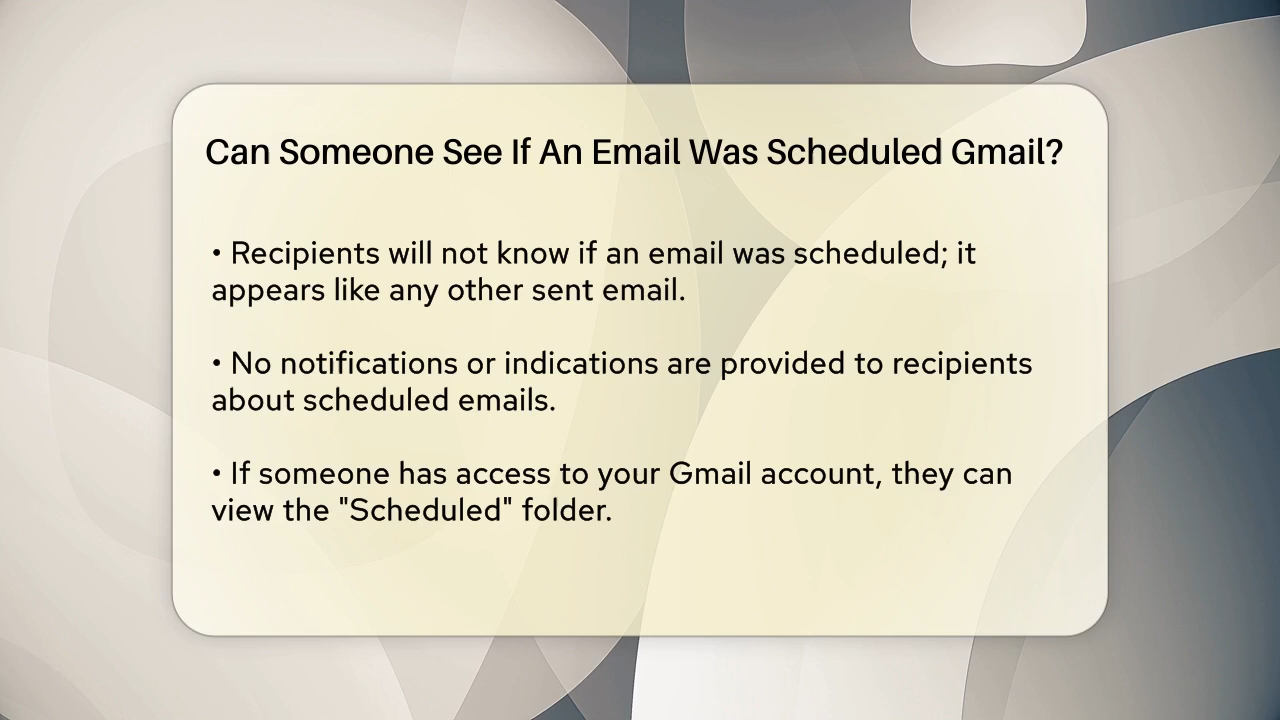 Can Someone See If An Email Was Scheduled Gmail?
• Recipients will not know if an email was scheduled; it
appears like any other sent email.
• No notifications or indications are provided to recipients
about scheduled emails.
• If someone has access to your Gmail account, they can
view the "Scheduled" folder.